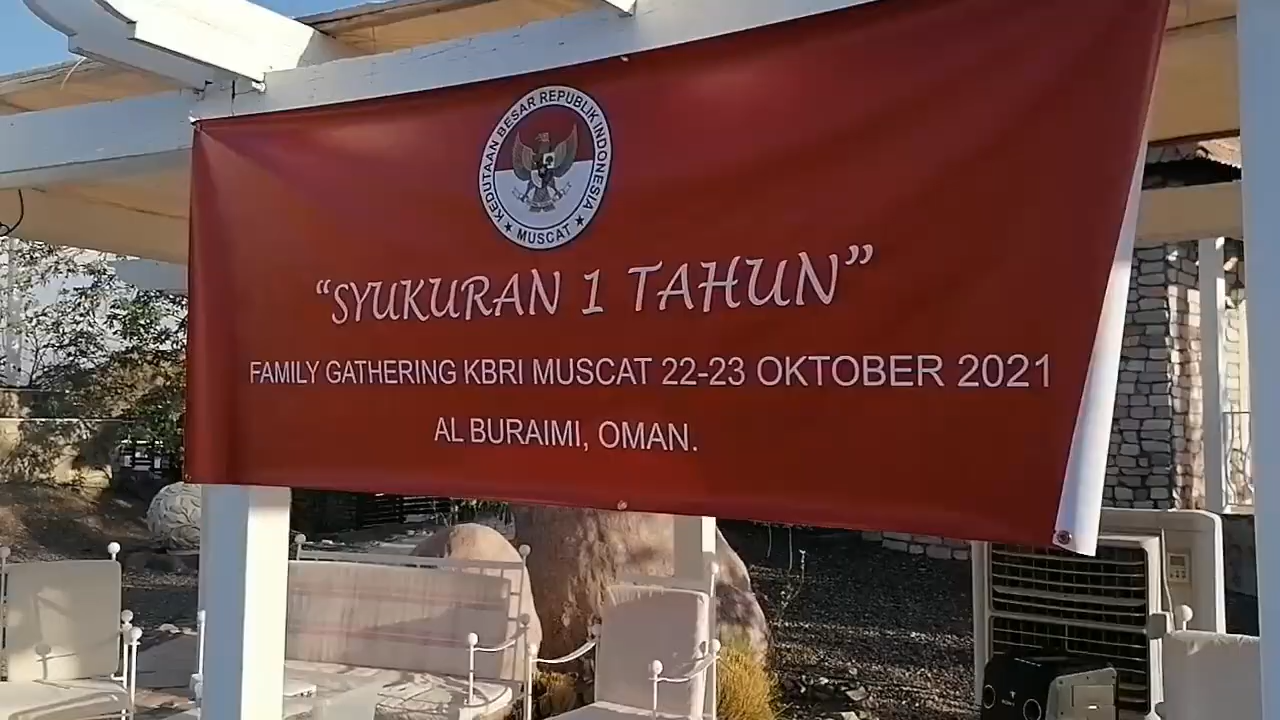 KEDUTAAN BESAR REPUBLIK INDONESIA
★ MUSCAT ★
“SYUKURAN 1 TAHUN”
FAMILY GATHERING KBRI MUSCAT 22-23 OKTOBER 2021
AL BURAIMI, OMAN.